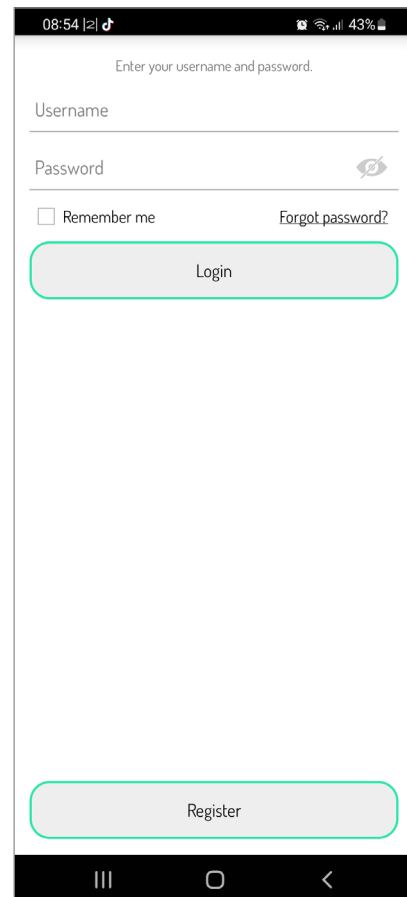 08:54 |2| 43%
Enter your username and password.
Username
Password
Remember me Forgot password?
Login
Register